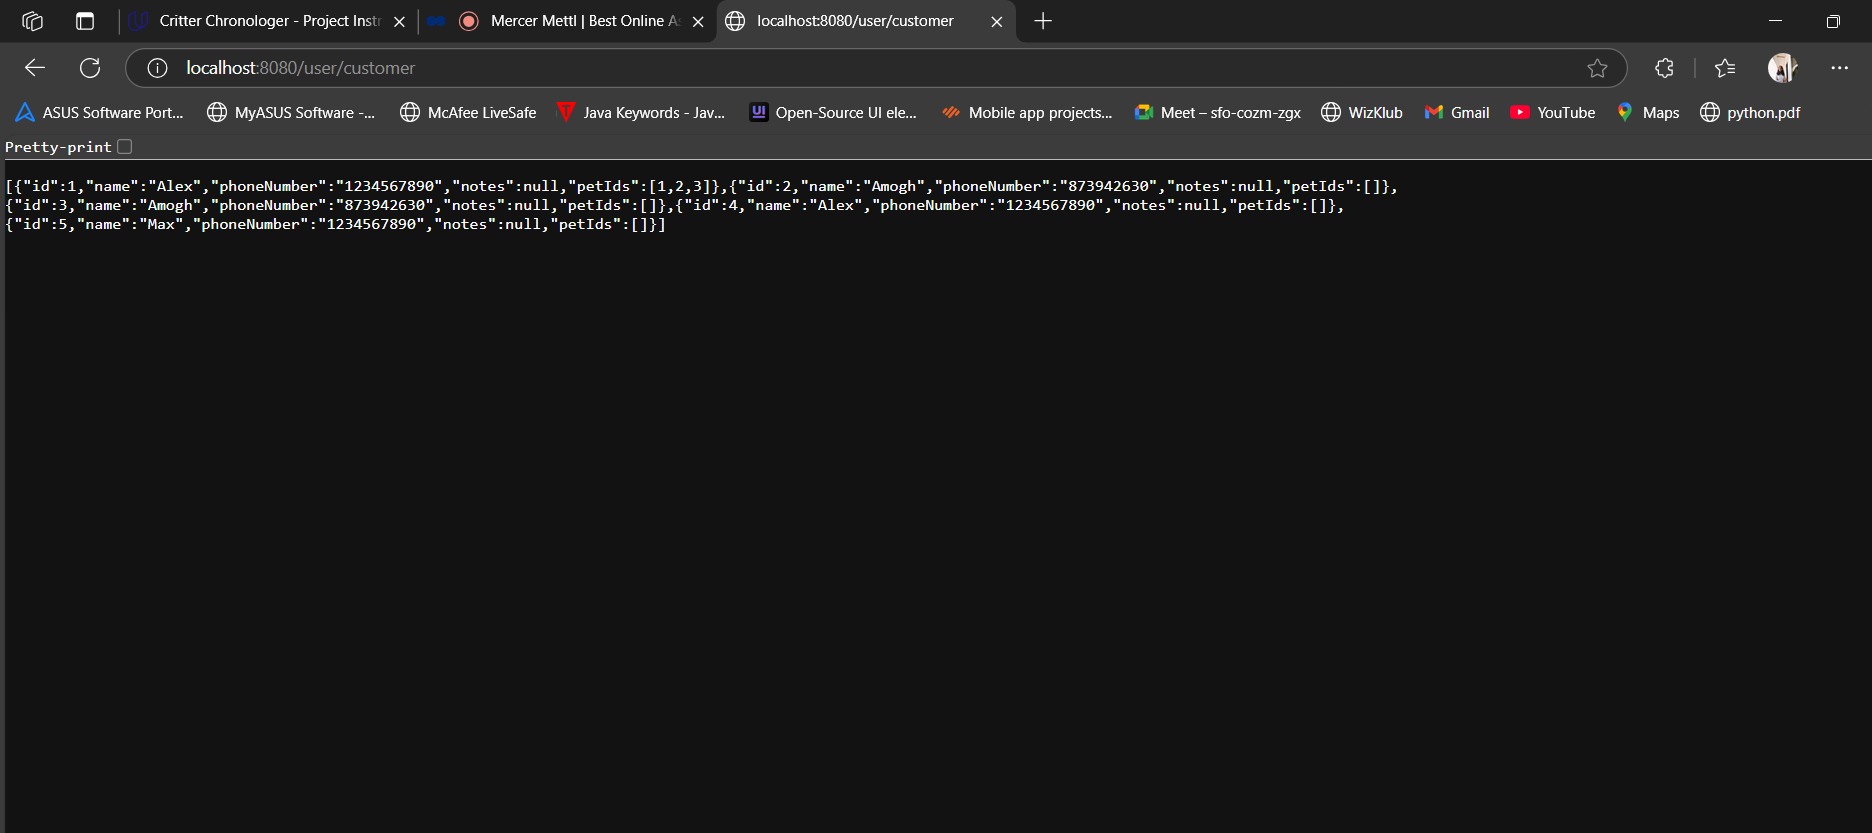 Critter Chronologer - Project Instr
Mercer Mettl | Best Online As
localhost:8080/user/customer
localhost:8080/user/customer
ASUS Software Port...
MyASUS Software -...
McAfee LiveSafe
Java Keywords - Jav...
UI
Open-Source UI ele...
Mobile app projects...
Meet – sfo-cozm-zgx
WizKlub
Gmail
YouTube
Maps
python.pdf
Pretty-print
[{"id":1,"name":"Alex","phoneNumber":"1234567890","notes":null,"petIds":[1,2,3]},{"id":2,"name":"Amogh","phoneNumber":"873942630","notes":null,"petIds":[]},
{"id":3,"name":"Amogh","phoneNumber":"873942630","notes":null,"petIds":[]},{"id":4,"name":"Alex","phoneNumber":"1234567890","notes":null,"petIds":[]},
{"id":5,"name":"Max","phoneNumber":"1234567890","notes":null,"petIds":[]}]